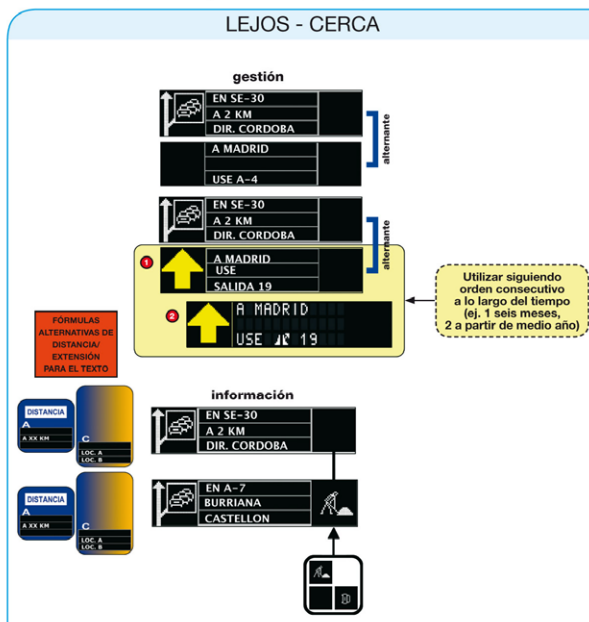 LEJOS - CERCA
gestión
EN SE-30
A 2 KM
DIR. CORDOBA
A MADRID
USE A-4
alternante
EN SE-30
A 2 KM
DIR. CORDOBA
1
A MADRID
USE
SALIDA 19
alternante
2
A MADRID
USE 19
Utilizar siguiendo
orden consecutivo
a lo largo del tiempo
(ej. 1 seis meses,
2 a partir de medio año)
FÓRMULAS
ALTERNATIVAS DE
DISTANCIA/
EXTENSIÓN
PARA EL TEXTO
información
DISTANCIA
A
A XX KM
C
LOC. A
LOC. B
EN SE-30
A 2 KM
DIR. CORDOBA
DISTANCIA
A
A XX KM
C
LOC. A
LOC. B
EN A-7
BURRIANA
CASTELLON